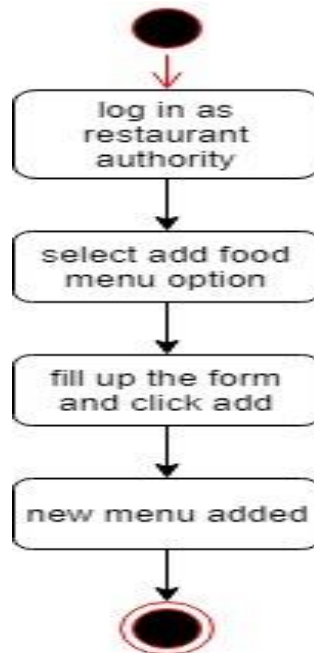 log in as
restaurant
authority
select add food
menu option
fill up the form
and click add
new menu added